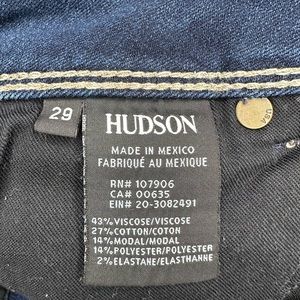 29
HUDSON
MADE IN MEXICO
FABRIQUÉ AU MEXIQUE
RN# 107906
CA# 00635
EIN# 20-3082491
43% VISCOSE/VISCOSE
27% COTTON/COTON
14% MODAL/MODAL
14% POLYESTER/POLYESTER
2% ELASTANE/ELASTHANNE